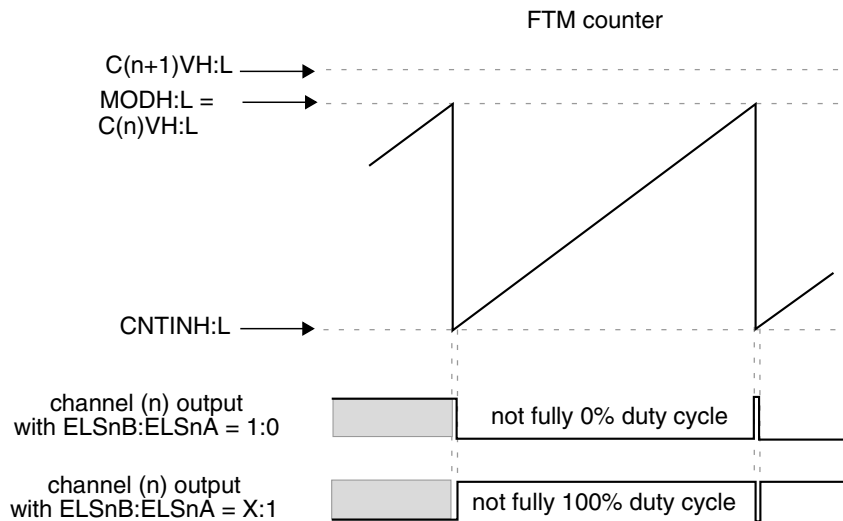 FTM counter
C(n+1)VH:L
MODH:L =
C(n)VH:L
CNTINH:L
channel (n) output
with ELSnB:ELSnA = 1:0
not fully 0% duty cycle
channel (n) output
with ELSnB:ELSnA = X:1
not fully 100% duty cycle